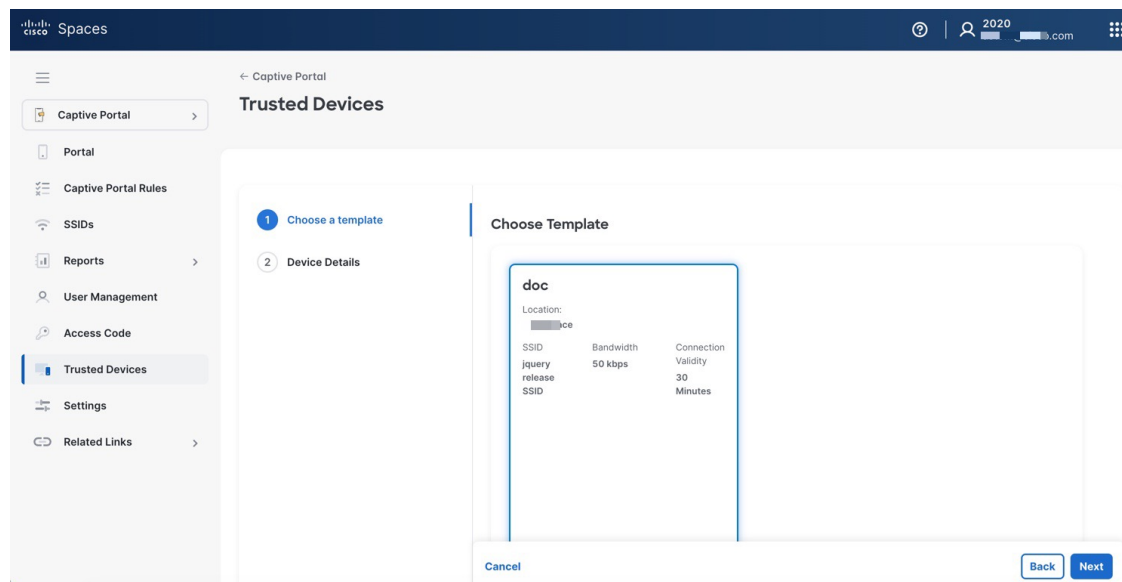 cisco Spaces
2020
.com
← Captive Portal
Trusted Devices
Captive Portal
Portal
Captive Portal Rules
SSIDs
Reports
User Management
Access Code
Trusted Devices
Settings
Related Links
1 Choose a template
2 Device Details
Choose Template
doc
Location:
SSID Bandwidth Connection
Validity
jquery 50 kbps
release
SSID
30
Minutes
Cancel Back Next